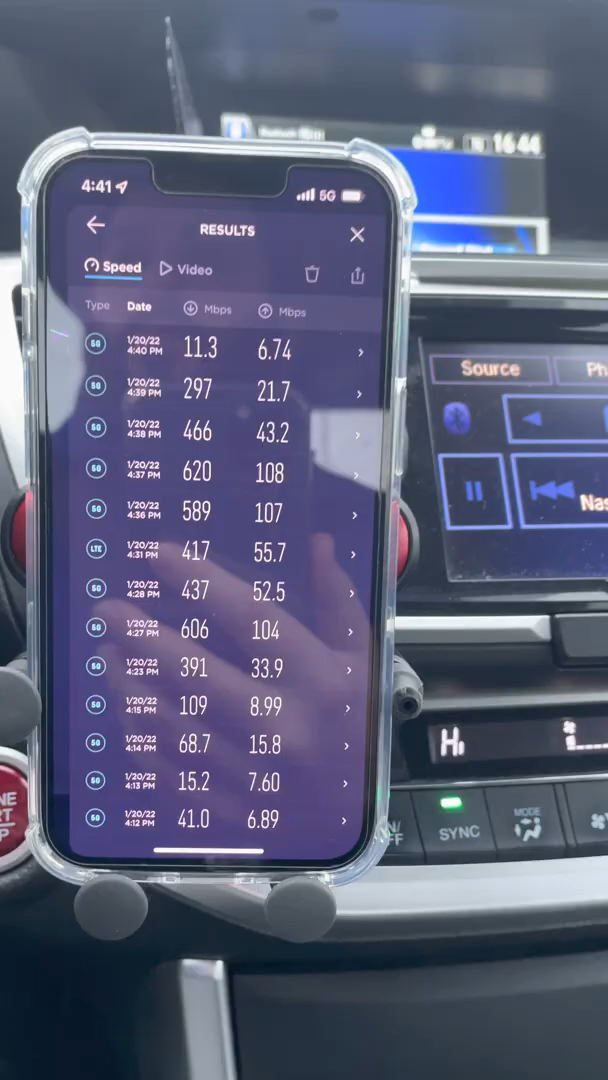 16 44
4:41 5G
RESULTS
Speed Video
Type Date Mbps Mbps
5G 1/20/22 4:40 PM 11.3 6.74
5G 1/20/22 4:39 PM 297 21.7
5G 1/20/22 4:38 PM 466 43.2
5G 1/20/22 4:37 PM 620 108
5G 1/20/22 4:36 PM 589 107
LTE 1/20/22 4:31 PM 417 55.7
5G 1/20/22 4:28 PM 437 52.5
5G 1/20/22 4:27 PM 606 104
5G 1/20/22 4:23 PM 391 33.9
5G 1/20/22 4:15 PM 109 8.99
5G 1/20/22 4:14 PM 68.7 15.8
5G 1/20/22 4:13 PM 15.2 7.60
5G 1/20/22 4:12 PM 41.0 6.89
Source Ph
Nas
Hi
SYNC
MODE